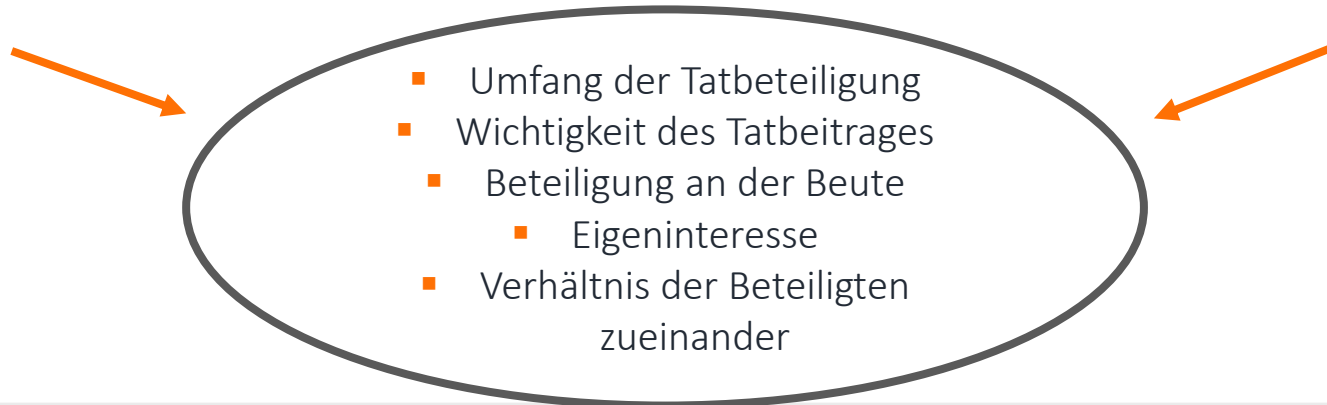 ▪ Umfang der Tatbeteiligung
▪ Wichtigkeit des Tatbeitrages
▪ Beteiligung an der Beute
▪ Eigeninteresse
▪ Verhältnis der Beteiligten
zueinander